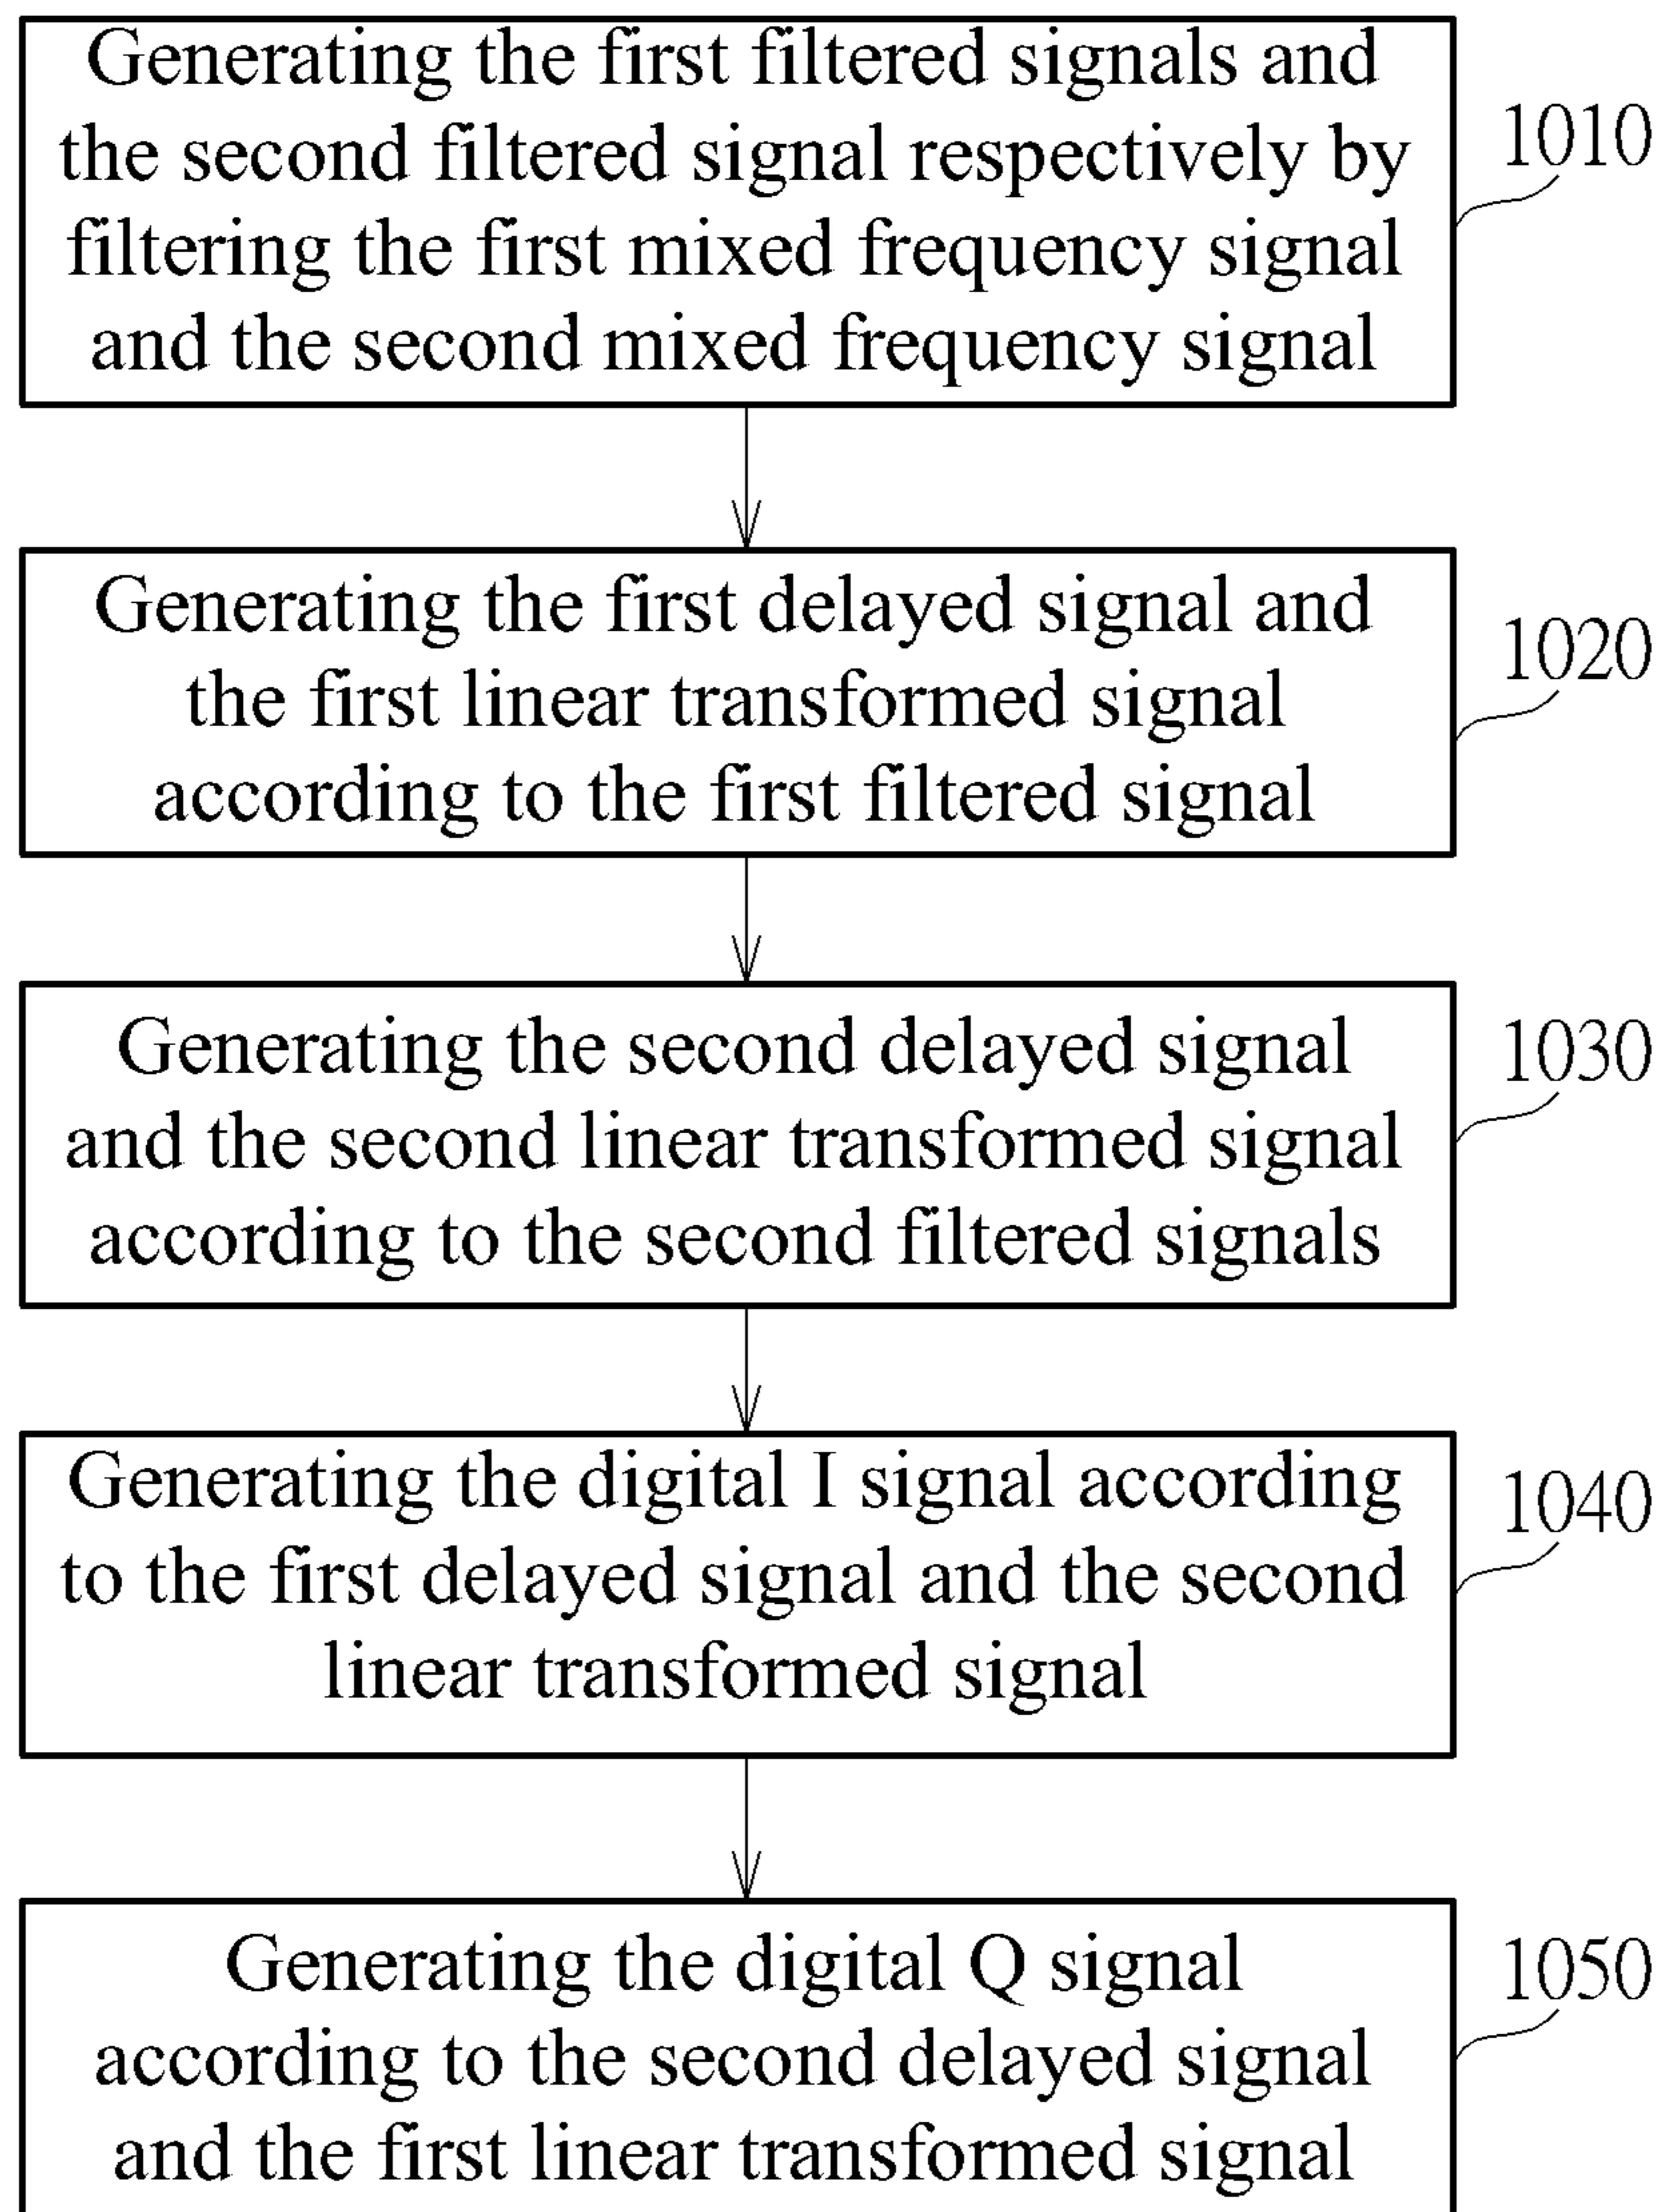 Generating the first filtered signals and
the second filtered signal respectively by
filtering the first mixed frequency signal
and the second mixed frequency signal
1010
Generating the first delayed signal and
the first linear transformed signal
according to the first filtered signal
1020
Generating the second delayed signal
and the second linear transformed signal
according to the second filtered signals
1030
Generating the digital I signal according
to the first delayed signal and the second
linear transformed signal
1040
Generating the digital Q signal
according to the second delayed signal
and the first linear transformed signal
1050